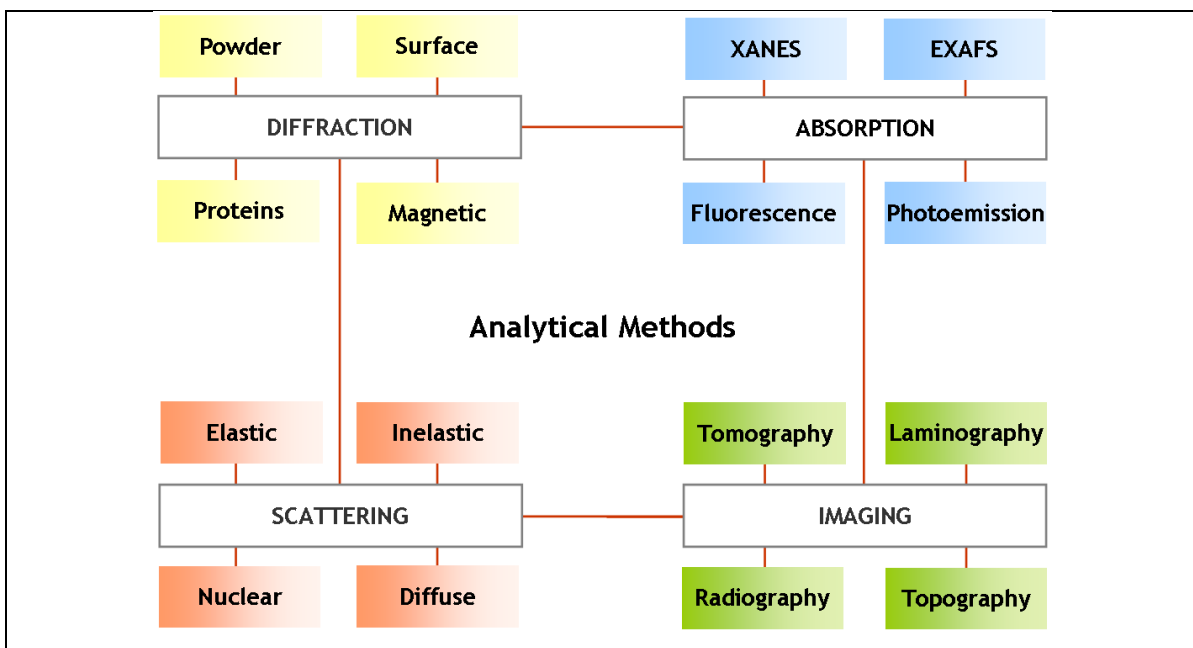 Powder
Surface
XANES
EXAFS
DIFFRACTION
ABSORPTION
Proteins
Magnetic
Fluorescence
Photoemission
Analytical Methods
Elastic
Inelastic
Tomography
Laminography
SCATTERING
IMAGING
Nuclear
Diffuse
Radiography
Topography